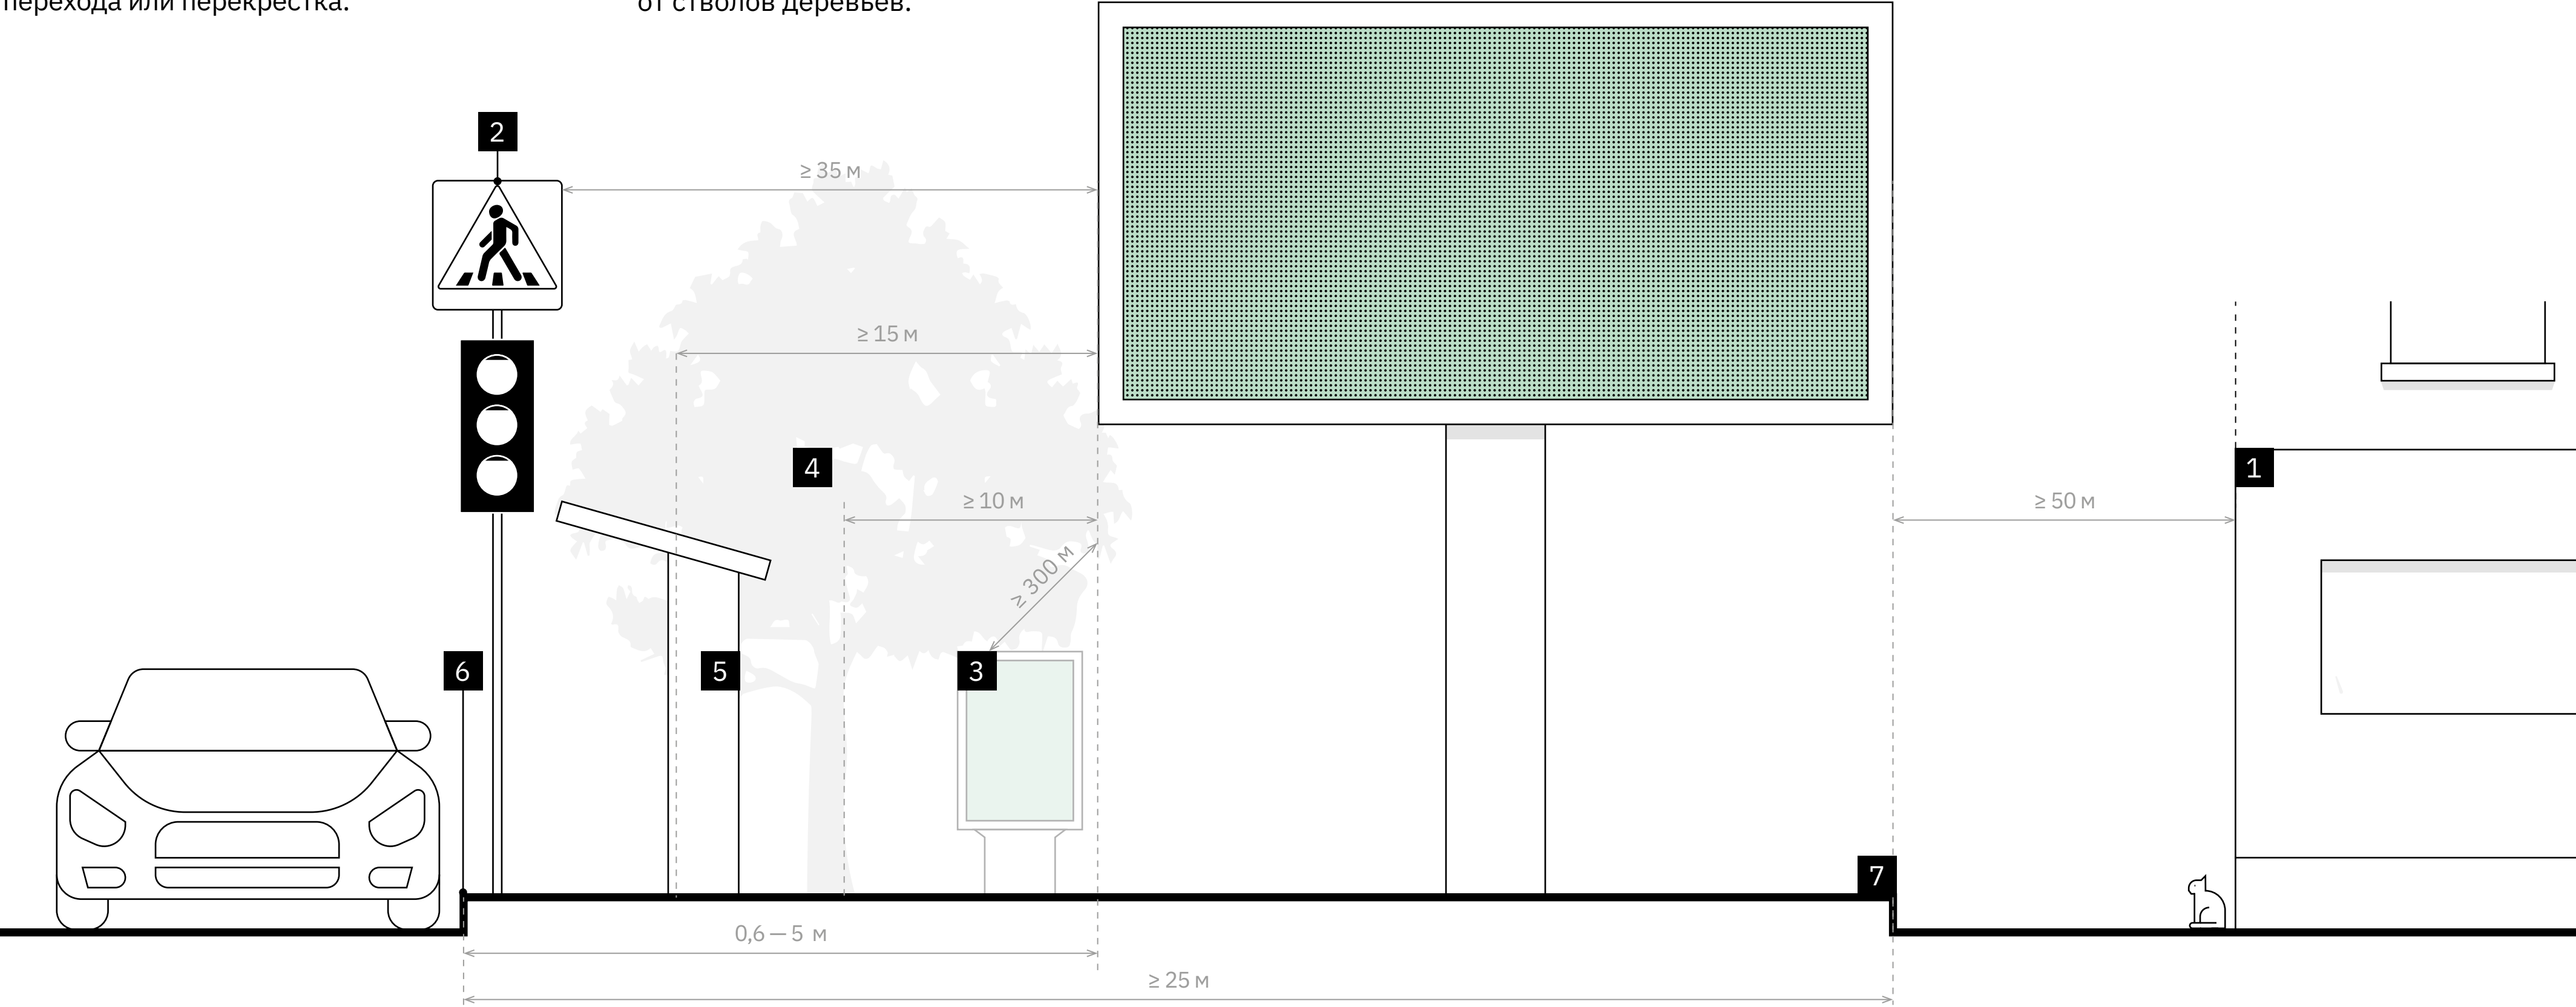 перехода или перекрёстка.
от стволов деревьев.
2
≥ 35 м
≥ 15 м
4
1
≥ 10 м
≥ 50 м
≥ 300 м
6
5
3
7
0,6 — 5 м
≥ 25 м